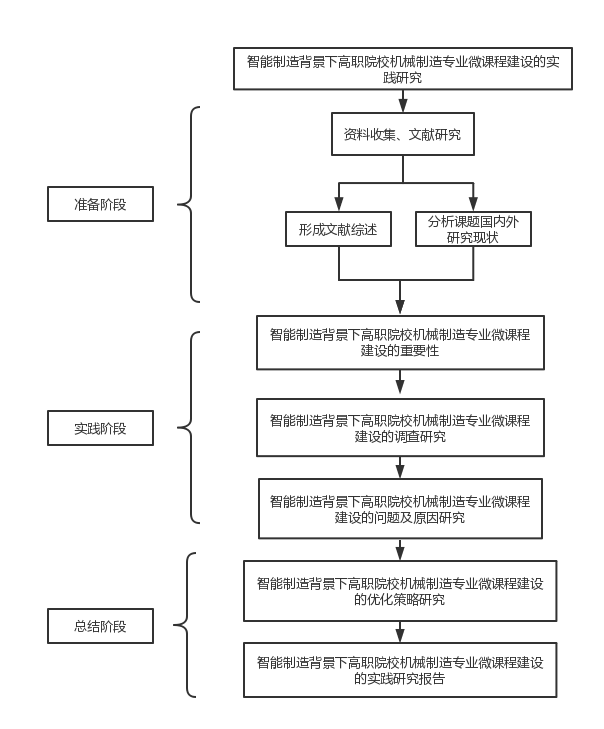 智能制造背景下高职院校机械制造专业微课程建设的实
践研究
资料收集、文献研究
准备阶段
形成文献综述
分析课题国内外
研究现状
智能制造背景下高职院校机械制造专业微课程
建设的重要性
实践阶段
智能制造背景下高职院校机械制造专业微课程
建设的调查研究
智能制造背景下高职院校机械制造专业微课程
建设的问题及原因研究
智能制造背景下高职院校机械制造专业微课程建设
的优化策略研究
总结阶段
智能制造背景下高职院校机械制造专业微课程建设
的实践研究报告